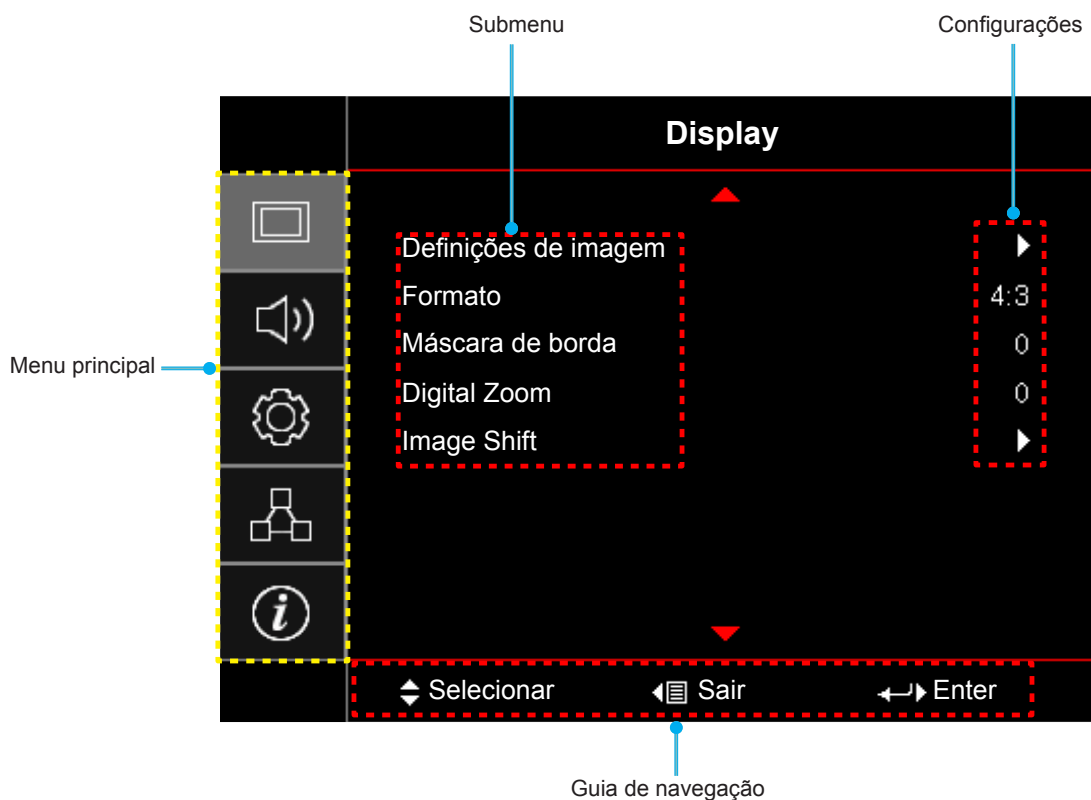 Submenu
Configurações
Display
Definições de imagem
Formato
4:3
Máscara de borda
0
Menu principal
Digital Zoom
0
Image Shift
i
Selecionar
Sair
Enter
Guia de navegação